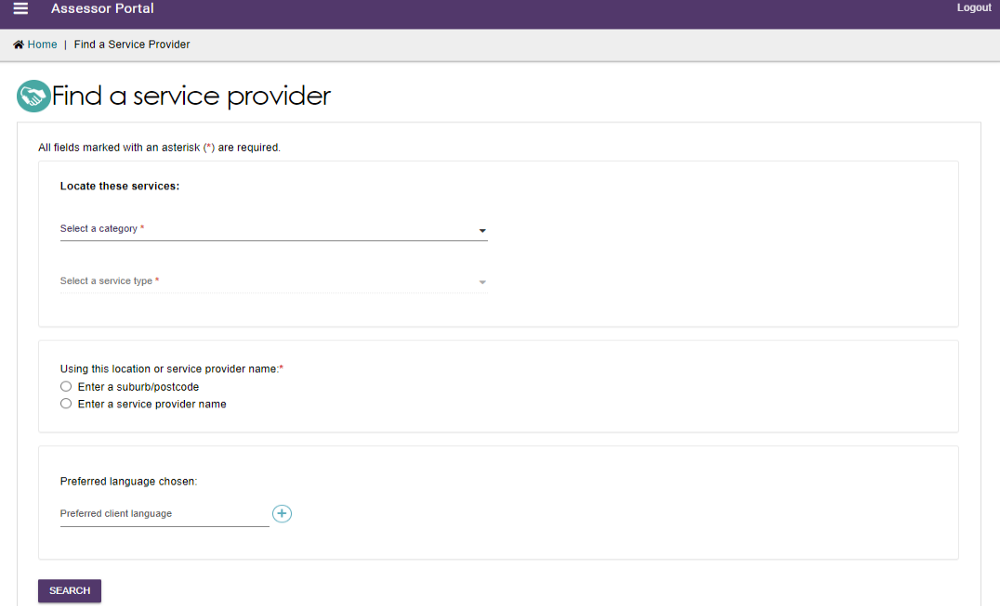 Assessor Portal
Logout
Home | Find a Service Provider
Find a service provider
All fields marked with an asterisk (*) are required.
Locate these services:
Select a category *
Select a service type *
Using this location or service provider name:*
Enter a suburb/postcode
Enter a service provider name
Preferred language chosen:
Preferred client language
SEARCH